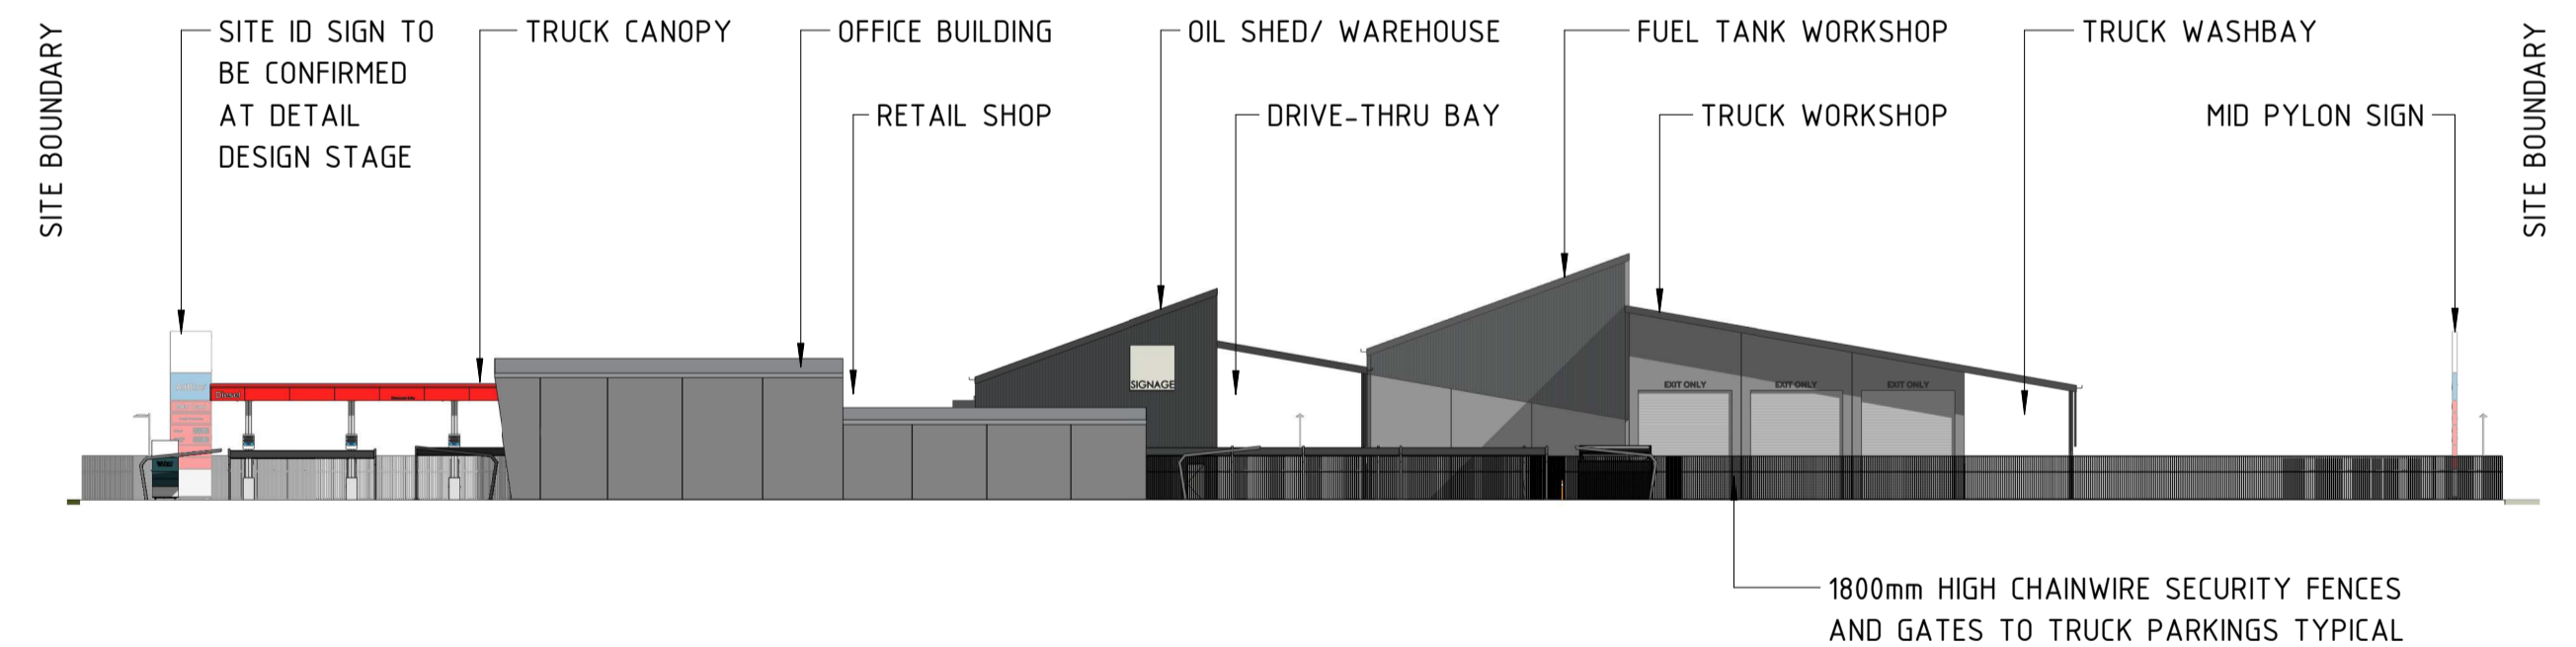 SITE BOUNDARY
SITE ID SIGN TO
BE CONFIRMED
AT DETAIL
DESIGN STAGE
TRUCK CANOPY
OFFICE BUILDING
RETAIL SHOP
OIL SHED/ WAREHOUSE
DRIVE-THRU BAY
FUEL TANK WORKSHOP
TRUCK WORKSHOP
TRUCK WASHBAY
MID PYLON SIGN
SITE BOUNDARY
Diesel
SIGNAGE
EXIT ONLY
EXIT ONLY
EXIT ONLY
1800mm HIGH CHAINWIRE SECURITY FENCES
AND GATES TO TRUCK PARKINGS TYPICAL